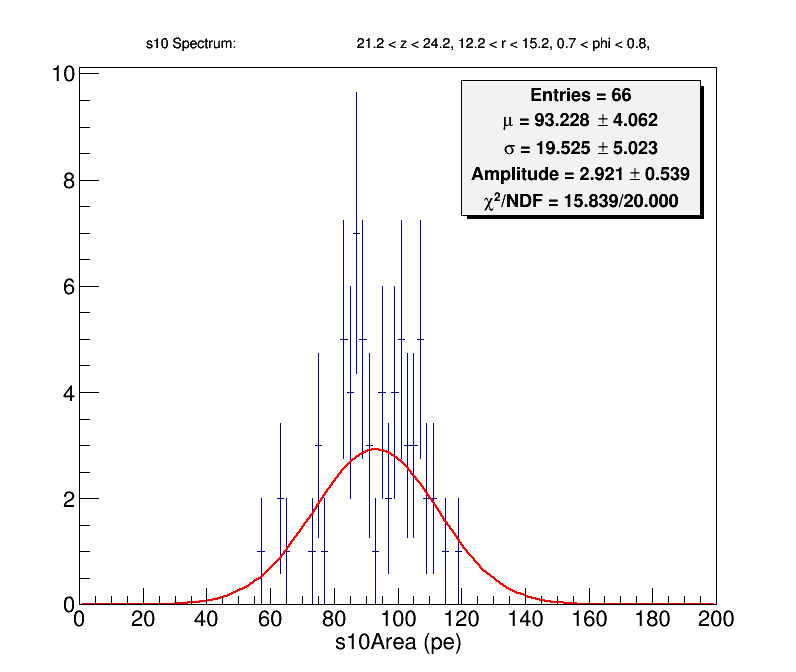 s10 Spectrum: 21.2 < z < 24.2, 12.2 < r < 15.2, 0.7 < phi < 0.8,
Entries = 66
μ = 93.228 ± 4.062
σ = 19.525 ± 5.023
Amplitude = 2.921 ± 0.539
χ²/NDF = 15.839/20.000
10
8
6
4
2
0
0 20 40 60 80 100 120 140 160 180 200
s10Area (pe)